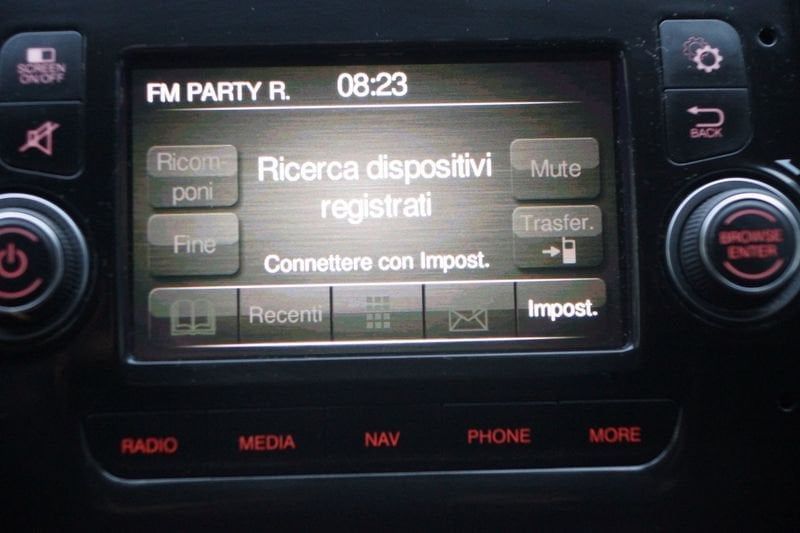 SCREEN
ON/OFF
FM PARTY R. 08:23
BACK
Ricom-
poni
Ricerca dispositivi
registrati
Mute
Fine
Trasfer.
Connettere con Impost.
BROWSE
ENTER
Recenti
Impost.
RADIO MEDIA NAV PHONE MORE